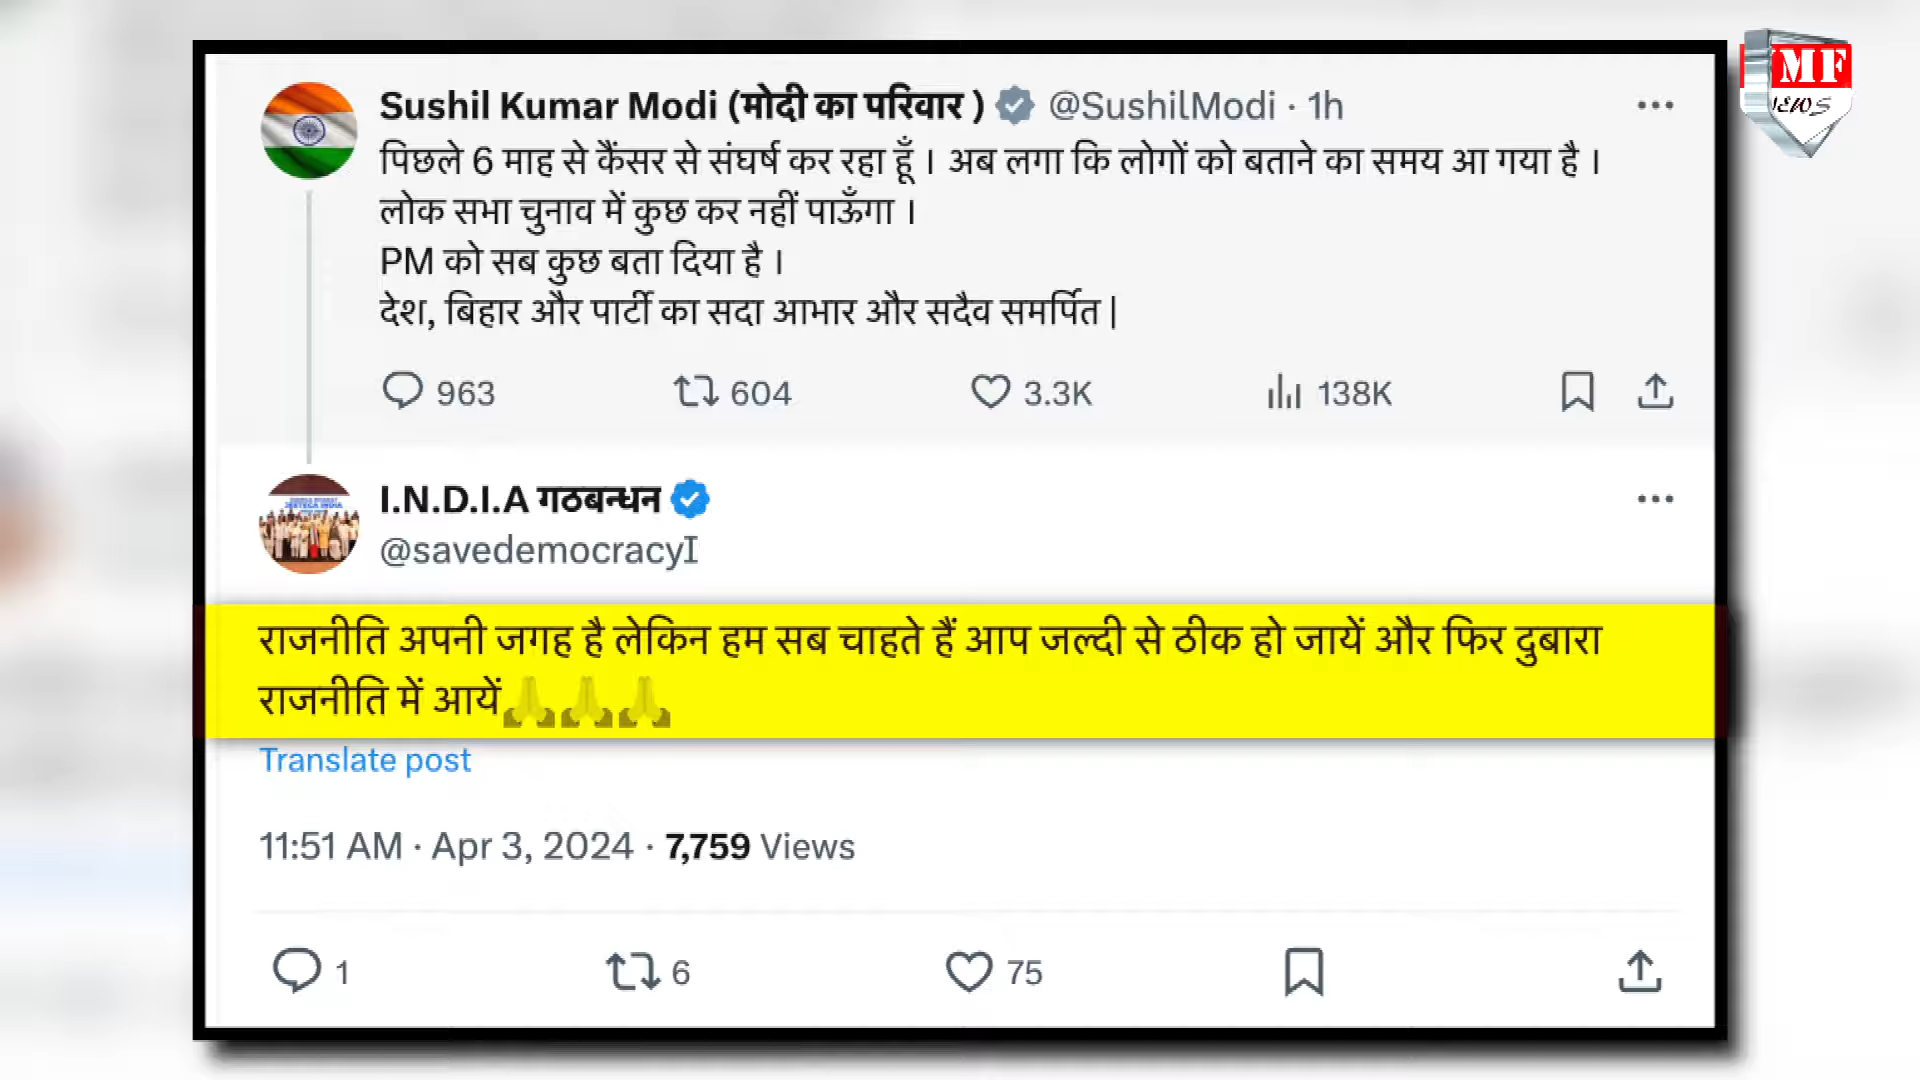 Sushil Kumar Modi (मोदी का परिवार ) @SushilModi · 1h
पिछले 6 माह से कैंसर से संघर्ष कर रहा हूँ । अब लगा कि लोगों को बताने का समय आ गया है ।
लोक सभा चुनाव में कुछ कर नहीं पाऊँगा ।
PM को सब कुछ बता दिया है ।
देश, बिहार और पार्टी का सदा आभार और सदैव समर्पित |
963 604 3.3K 138K
I.N.D.I.A गठबन्धन
@savedemocracyI
राजनीति अपनी जगह है लेकिन हम सब चाहते हैं आप जल्दी से ठीक हो जायें और फिर दुबारा
राजनीति में आयें🙏🙏🙏
Translate post
11:51 AM · Apr 3, 2024 · 7,759 Views
1 6 75
MF
NEWS